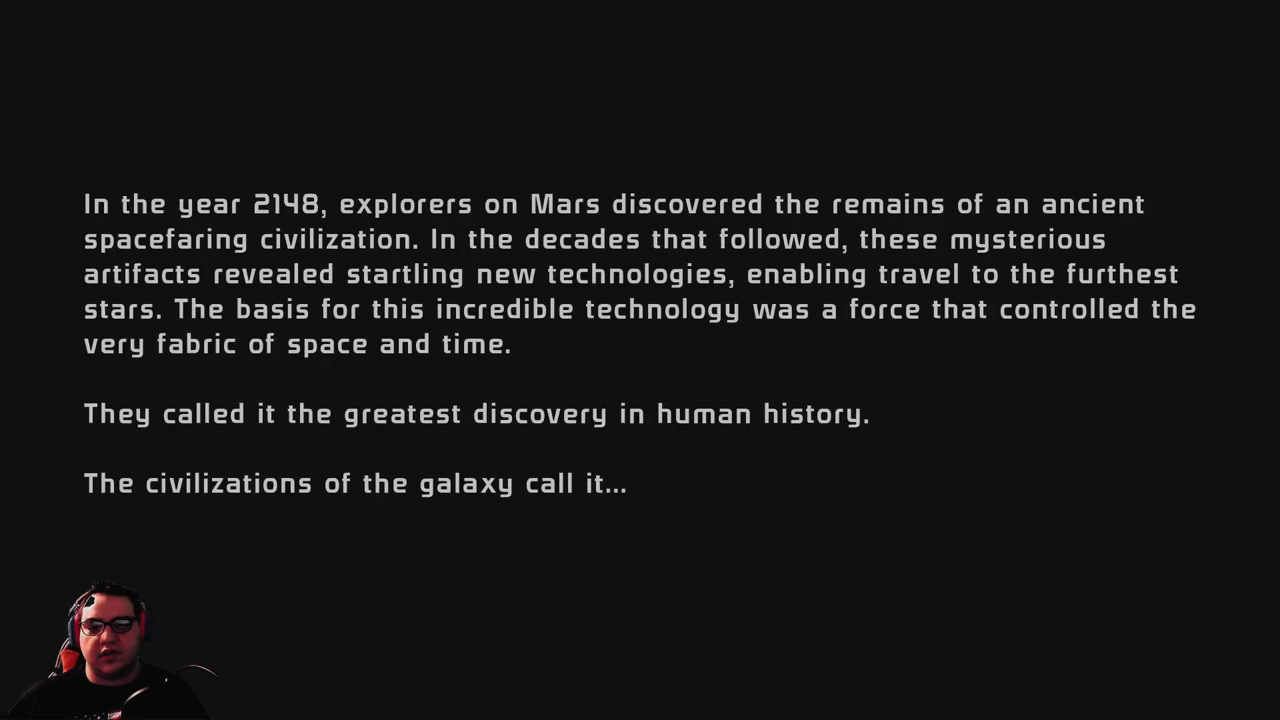 In the year 2148, explorers on Mars discovered the remains of an ancient
spacefaring civilization. In the decades that followed, these mysterious
artifacts revealed startling new technologies, enabling travel to the furthest
stars. The basis for this incredible technology was a force that controlled the
very fabric of space and time.
They called it the greatest discovery in human history.
The civilizations of the galaxy call it...